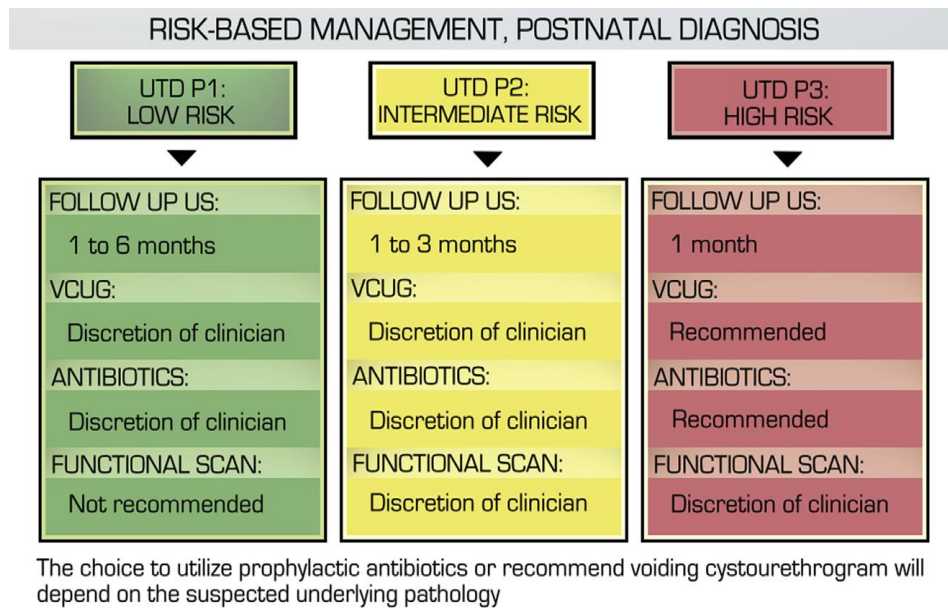 RISK-BASED MANAGEMENT, POSTNATAL DIAGNOSIS
UTD P1:
LOW RISK
FOLLOW UP US:
1 to 6 months
VCUG:
Discretion of clinician
ANTIBIOTICS:
Discretion of clinician
FUNCTIONAL SCAN:
Not recommended
UTD P2:
INTERMEDIATE RISK
FOLLOW UP US:
1 to 3 months
VCUG:
Discretion of clinician
ANTIBIOTICS:
Discretion of clinician
FUNCTIONAL SCAN:
Discretion of clinician
UTD P3:
HIGH RISK
FOLLOW UP US:
1 month
VCUG:
Recommended
ANTIBIOTICS:
Recommended
FUNCTIONAL SCAN:
Discretion of clinician
The choice to utilize prophylactic antibiotics or recommend voiding cystourethrogram will
depend on the suspected underlying pathology